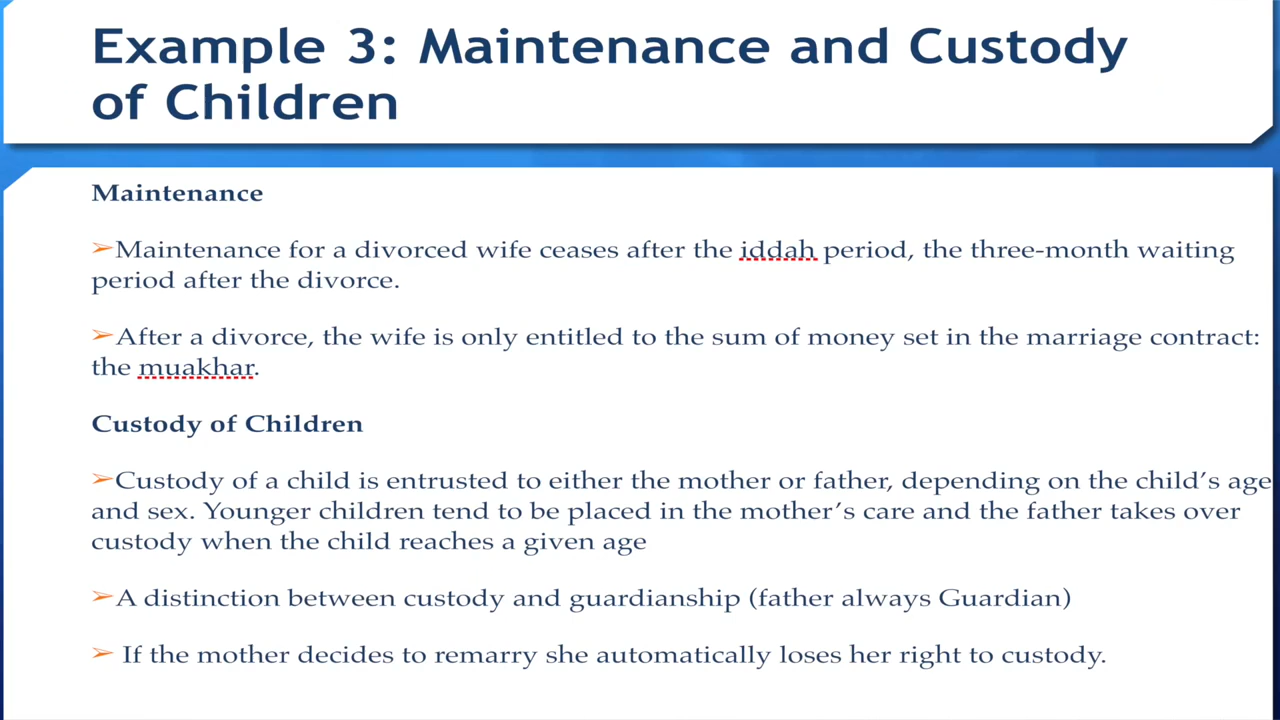 Example 3: Maintenance and Custody
of Children
Maintenance
➢Maintenance for a divorced wife ceases after the iddah period, the three-month waiting
period after the divorce.
➢After a divorce, the wife is only entitled to the sum of money set in the marriage contract:
the muakhar.
Custody of Children
➢Custody of a child is entrusted to either the mother or father, depending on the child’s age
and sex. Younger children tend to be placed in the mother’s care and the father takes over
custody when the child reaches a given age
➢A distinction between custody and guardianship (father always Guardian)
➢ If the mother decides to remarry she automatically loses her right to custody.